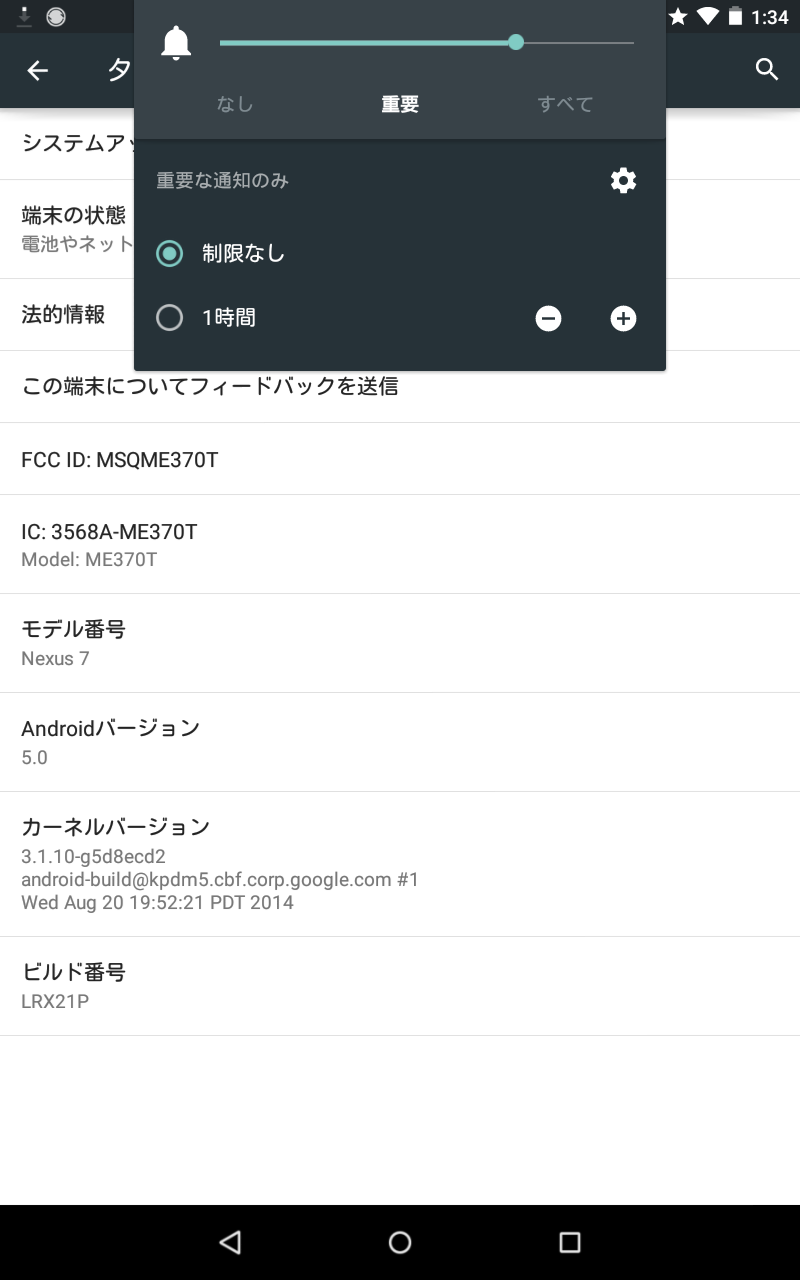 1:34
タ
なし 重要 すべて
重要な通知のみ
制限なし
1時間
システムアッ
端末の状態
電池やネット
法的情報
この端末についてフィードバックを送信
FCC ID: MSQME370T
IC: 3568A-ME370T
Model: ME370T
モデル番号
Nexus 7
Androidバージョン
5.0
カーネルバージョン
3.1.10-g5d8ecd2
android-build@kpdm5.cbf.corp.google.com #1
Wed Aug 20 19:52:21 PDT 2014
ビルド番号
LRX21P